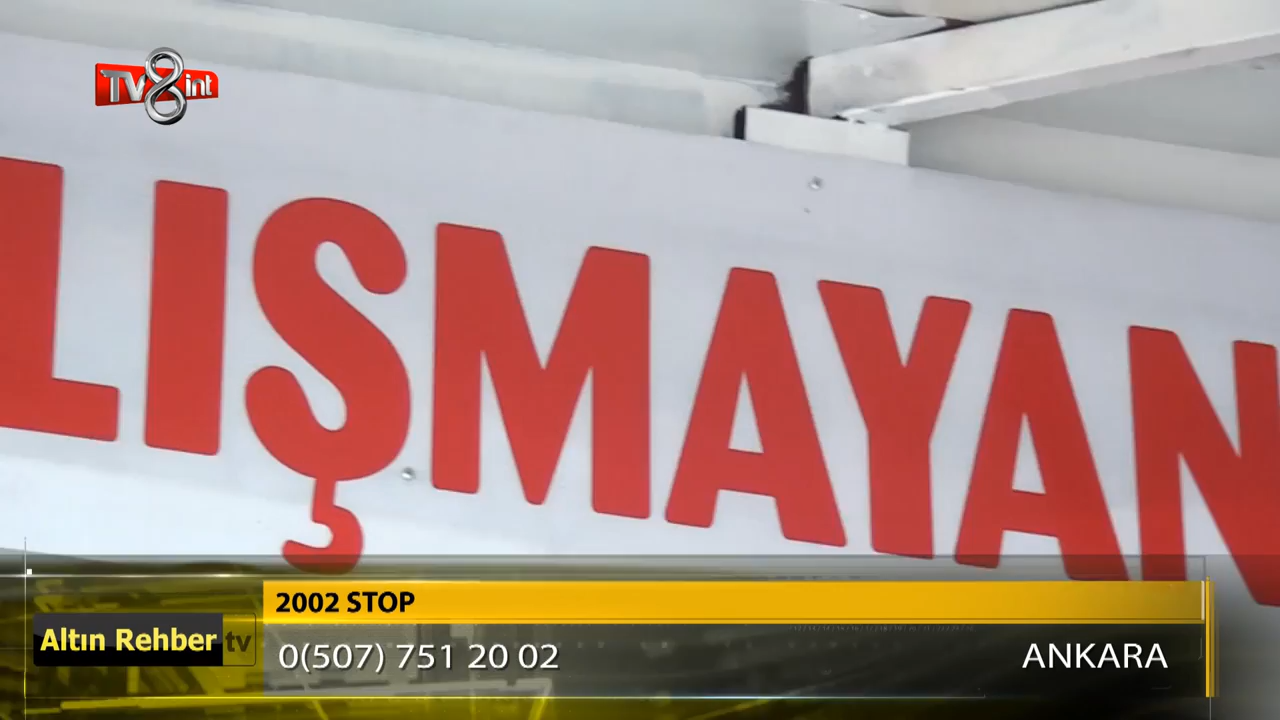 TV8int
LIŞMAYAN
2002 STOP
Altın Rehber tv
0(507) 751 20 02
ANKARA